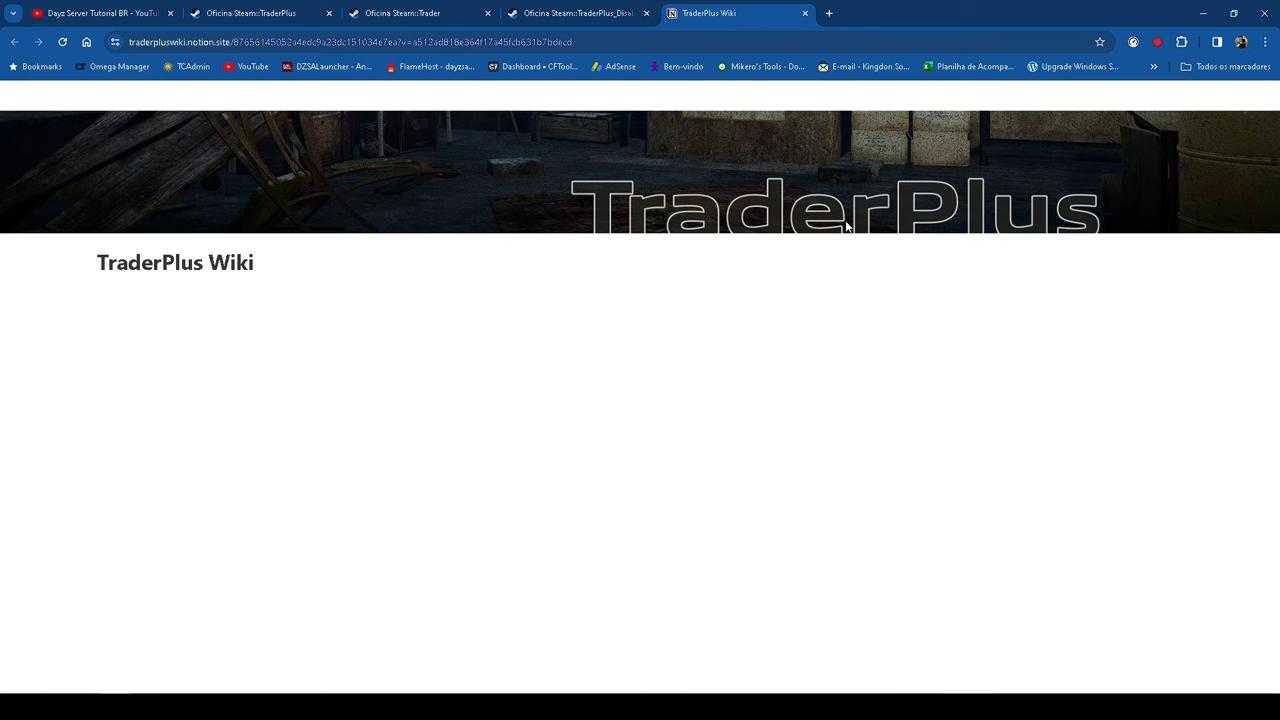 Dayz Server Tutorial BR - YouTu
Oficina Steam::TraderPlus
Oficina Steam::Trader
Oficina Steam::TraderPlus_Disa
TraderPlus Wiki
traderpluswiki.notion.site/87656145052a4edc9a23dc151034e7ea?v=a512ad818e364f17a45fcb631b7bdecd
Bookmarks
Omega Manager
TCAdmin
YouTube
DZSALauncher - An...
FlameHost - dayzsa...
Dashboard • CFTool...
AdSense
Bem-vindo
Mikero's Tools - Do...
E-mail - Kingdon So...
Planilha de Acompa...
Upgrade Windows S...
»
Todos os marcadores
TraderPlus
TraderPlus Wiki